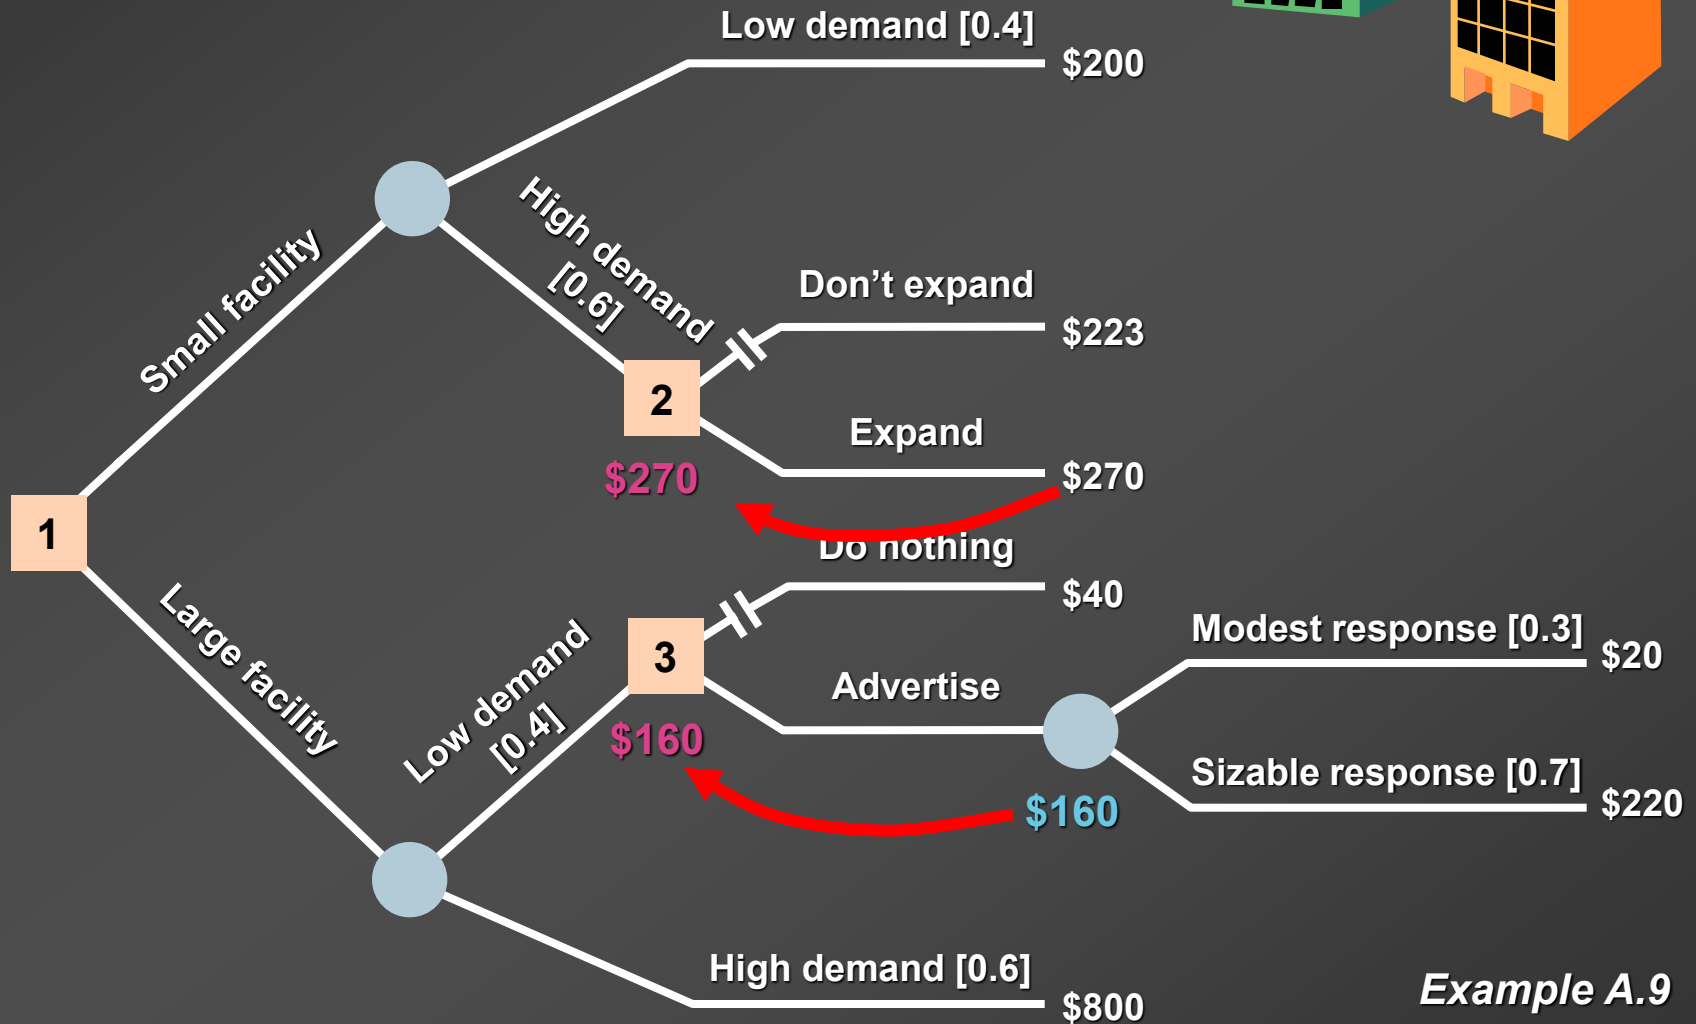 Low demand [0.4]
$200
High demand
[0.6]
Small facility
Don’t expand
$223
2
Expand
$270
$270
1
Do nothing
$40
Large facility
Low demand
[0.4]
3
Modest response [0.3]
$20
Advertise
$160
Sizable response [0.7]
$220
$160
High demand [0.6]
$800
Example A.9